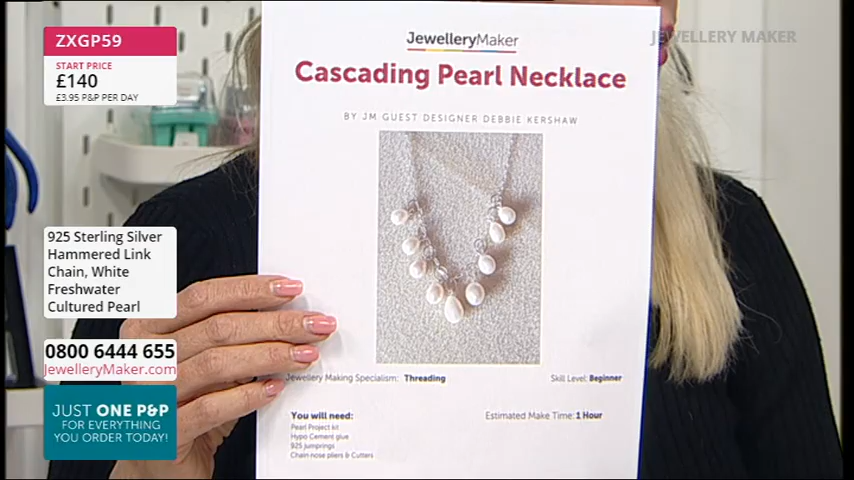 ZXGP59
START PRICE
£140
£3.95 P&P PER DAY
JEWELLERY MAKER
JewelleryMaker
Cascading Pearl Necklace
BY JM GUEST DESIGNER DEBBIE KERSHAW
Jewellery Making Specialism: Threading
Skill Level: Beginner
You will need:
Pearl Project kit
Hypo Cement glue
925 jumprings
Chain nose pliers & Cutters
Estimated Make Time: 1 Hour
925 Sterling Silver
Hammered Link
Chain, White
Freshwater
Cultured Pearl
0800 6444 655
JewelleryMaker.com
JUST ONE P&P
FOR EVERYTHING
YOU ORDER TODAY!